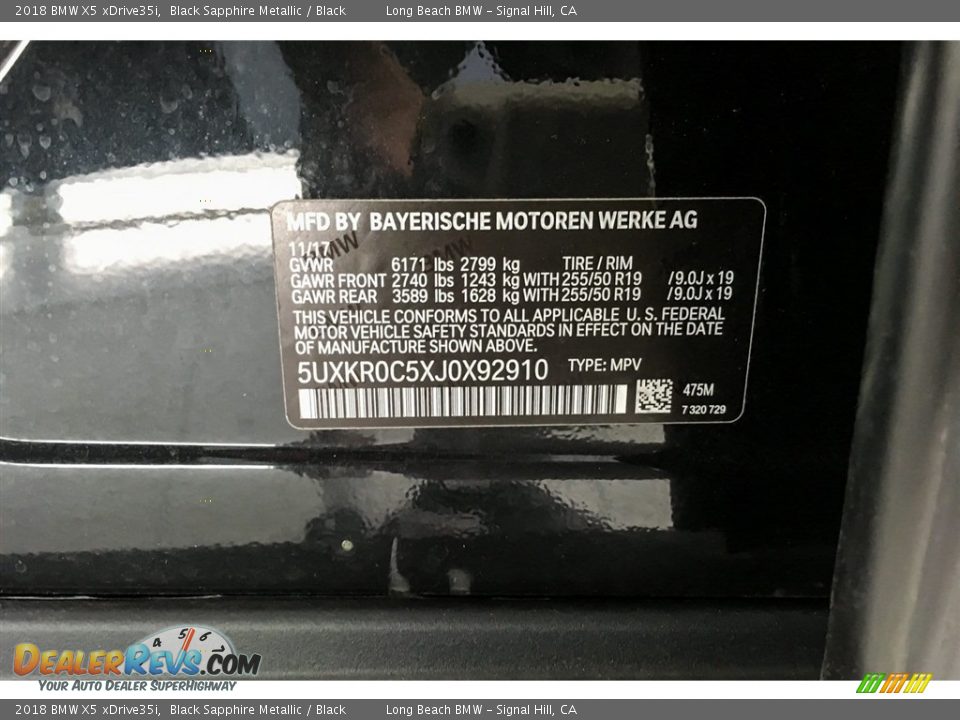 2018 BMW X5 xDrive35i, Black Sapphire Metallic / Black Long Beach BMW - Signal Hill, CA
MFD BY BAYERISCHE MOTOREN WERKE AG
11/17
GVWR 6171 lbs 2799 kg TIRE / RIM
GAWR FRONT 2740 lbs 1243 kg WITH 255/50 R19 /9.0J x 19
GAWR REAR 3589 lbs 1628 kg WITH 255/50 R19 /9.0J x 19
THIS VEHICLE CONFORMS TO ALL APPLICABLE U. S. FEDERAL
MOTOR VEHICLE SAFETY STANDARDS IN EFFECT ON THE DATE
OF MANUFACTURE SHOWN ABOVE.
5UXKR0C5XJ0X92910 TYPE: MPV
475M
7 320 729
BMW
BMW
4 5 6
DealerRevs.com
Your Auto Dealer SuperHighway
2018 BMW X5 xDrive35i, Black Sapphire Metallic / Black Long Beach BMW - Signal Hill, CA